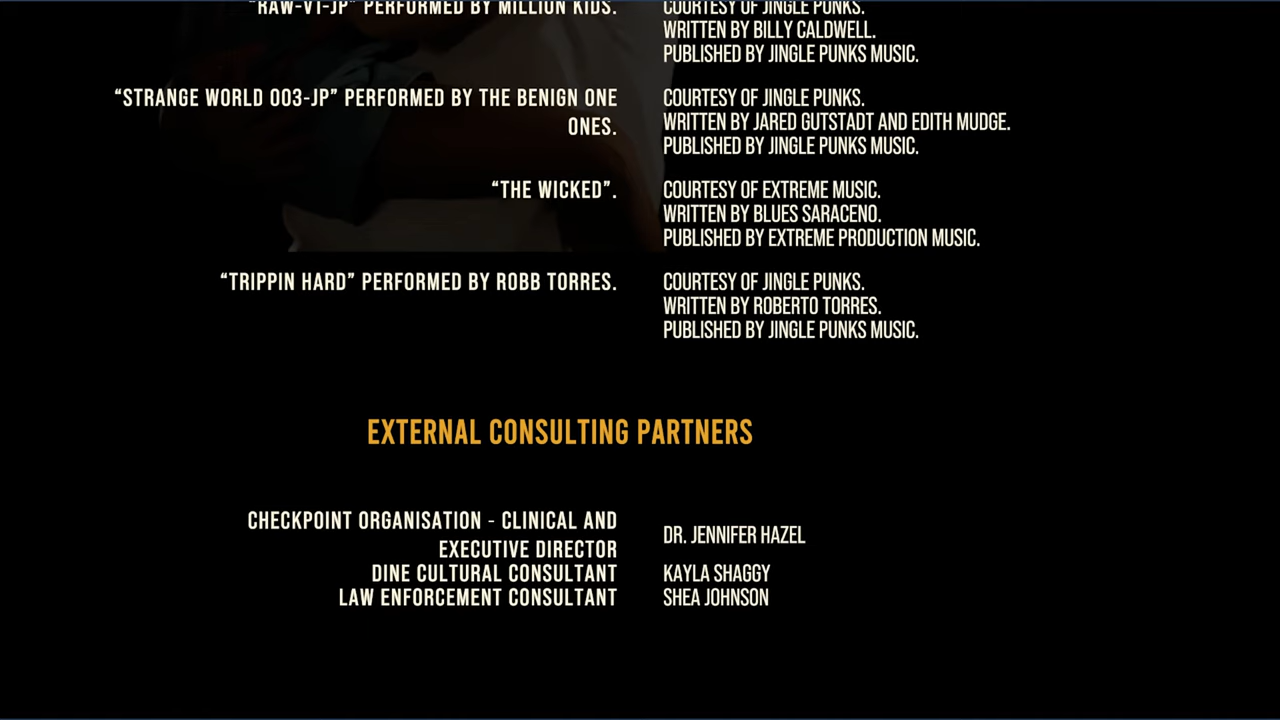 “RAW-V1-JP” PERFORMED BY MILLION KIDS.
COURTESY OF JINGLE PUNKS.
WRITTEN BY BILLY CALDWELL.
PUBLISHED BY JINGLE PUNKS MUSIC.
“STRANGE WORLD 003-JP” PERFORMED BY THE BENIGN ONE
ONES.
COURTESY OF JINGLE PUNKS.
WRITTEN BY JARED GUTSTADT AND EDITH MUDGE.
PUBLISHED BY JINGLE PUNKS MUSIC.
“THE WICKED”.
COURTESY OF EXTREME MUSIC.
WRITTEN BY BLUES SARACENO.
PUBLISHED BY EXTREME PRODUCTION MUSIC.
“TRIPPIN HARD” PERFORMED BY ROBB TORRES.
COURTESY OF JINGLE PUNKS.
WRITTEN BY ROBERTO TORRES.
PUBLISHED BY JINGLE PUNKS MUSIC.
EXTERNAL CONSULTING PARTNERS
CHECKPOINT ORGANISATION - CLINICAL AND
EXECUTIVE DIRECTOR
DR. JENNIFER HAZEL
DINE CULTURAL CONSULTANT
KAYLA SHAGGY
LAW ENFORCEMENT CONSULTANT
SHEA JOHNSON